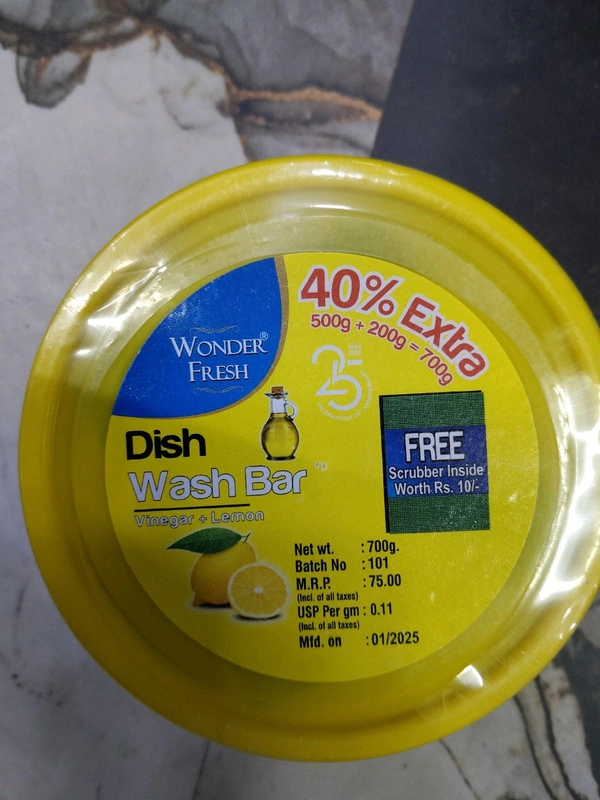 40% Extra
500g + 200g = 700g
WONDER®
FRESH
25
Dish
Wash Bar
Vinegar + Lemon
FREE
Scrubber Inside
Worth Rs. 10/-
Net wt. : 700g.
Batch No : 101
M.R.P. : 75.00
(Incl. of all taxes)
USP Per gm : 0.11
(Incl. of all taxes)
Mfd. on : 01/2025